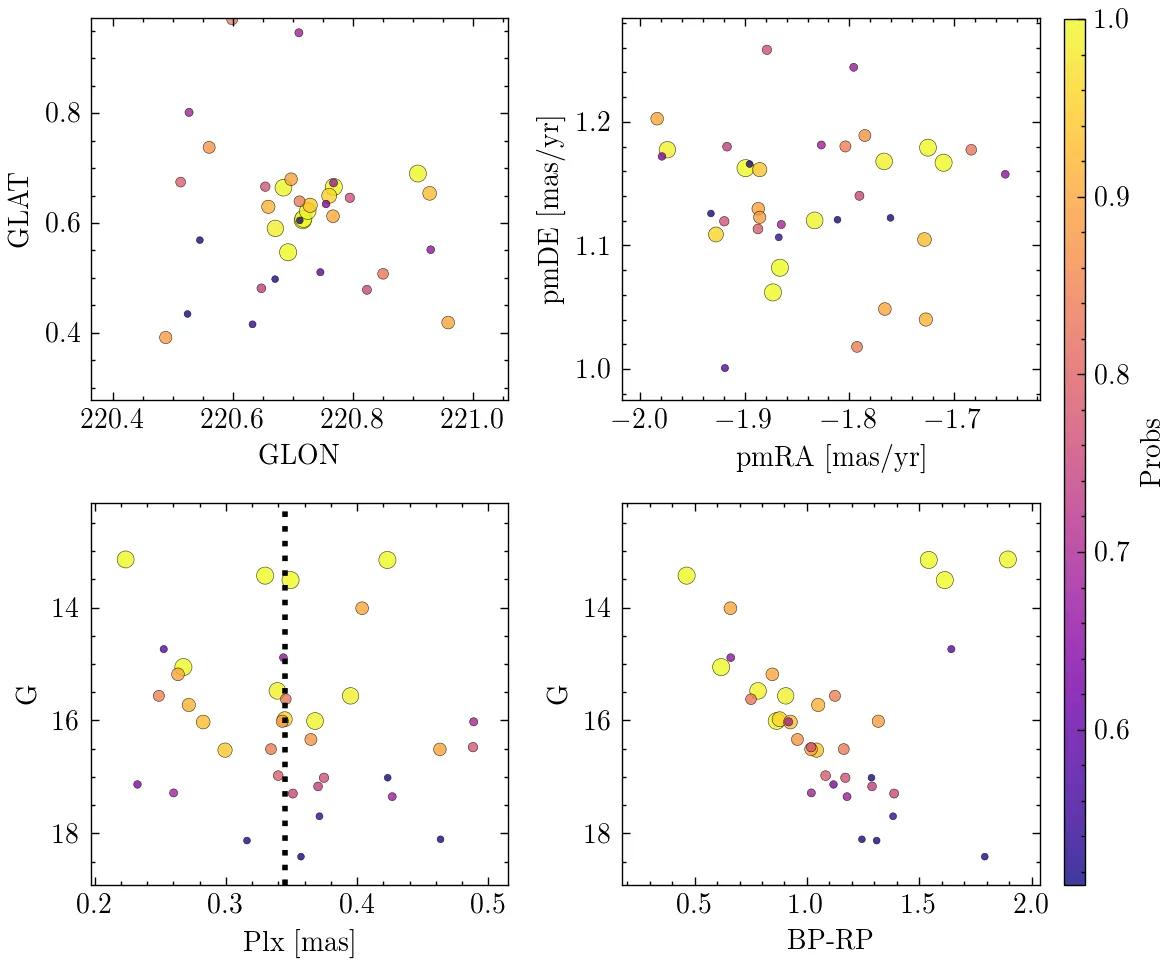 GLAT
0.8
0.6
0.4
220.4 220.6 220.8 221.0
GLON
pmDE [mas/yr]
1.2
1.1
1.0
−2.0 −1.9 −1.8 −1.7
pmRA [mas/yr]
1.0
0.9
0.8
0.7
0.6
Probs
G
14
16
18
0.2 0.3 0.4 0.5
Plx [mas]
G
14
16
18
0.5 1.0 1.5 2.0
BP-RP